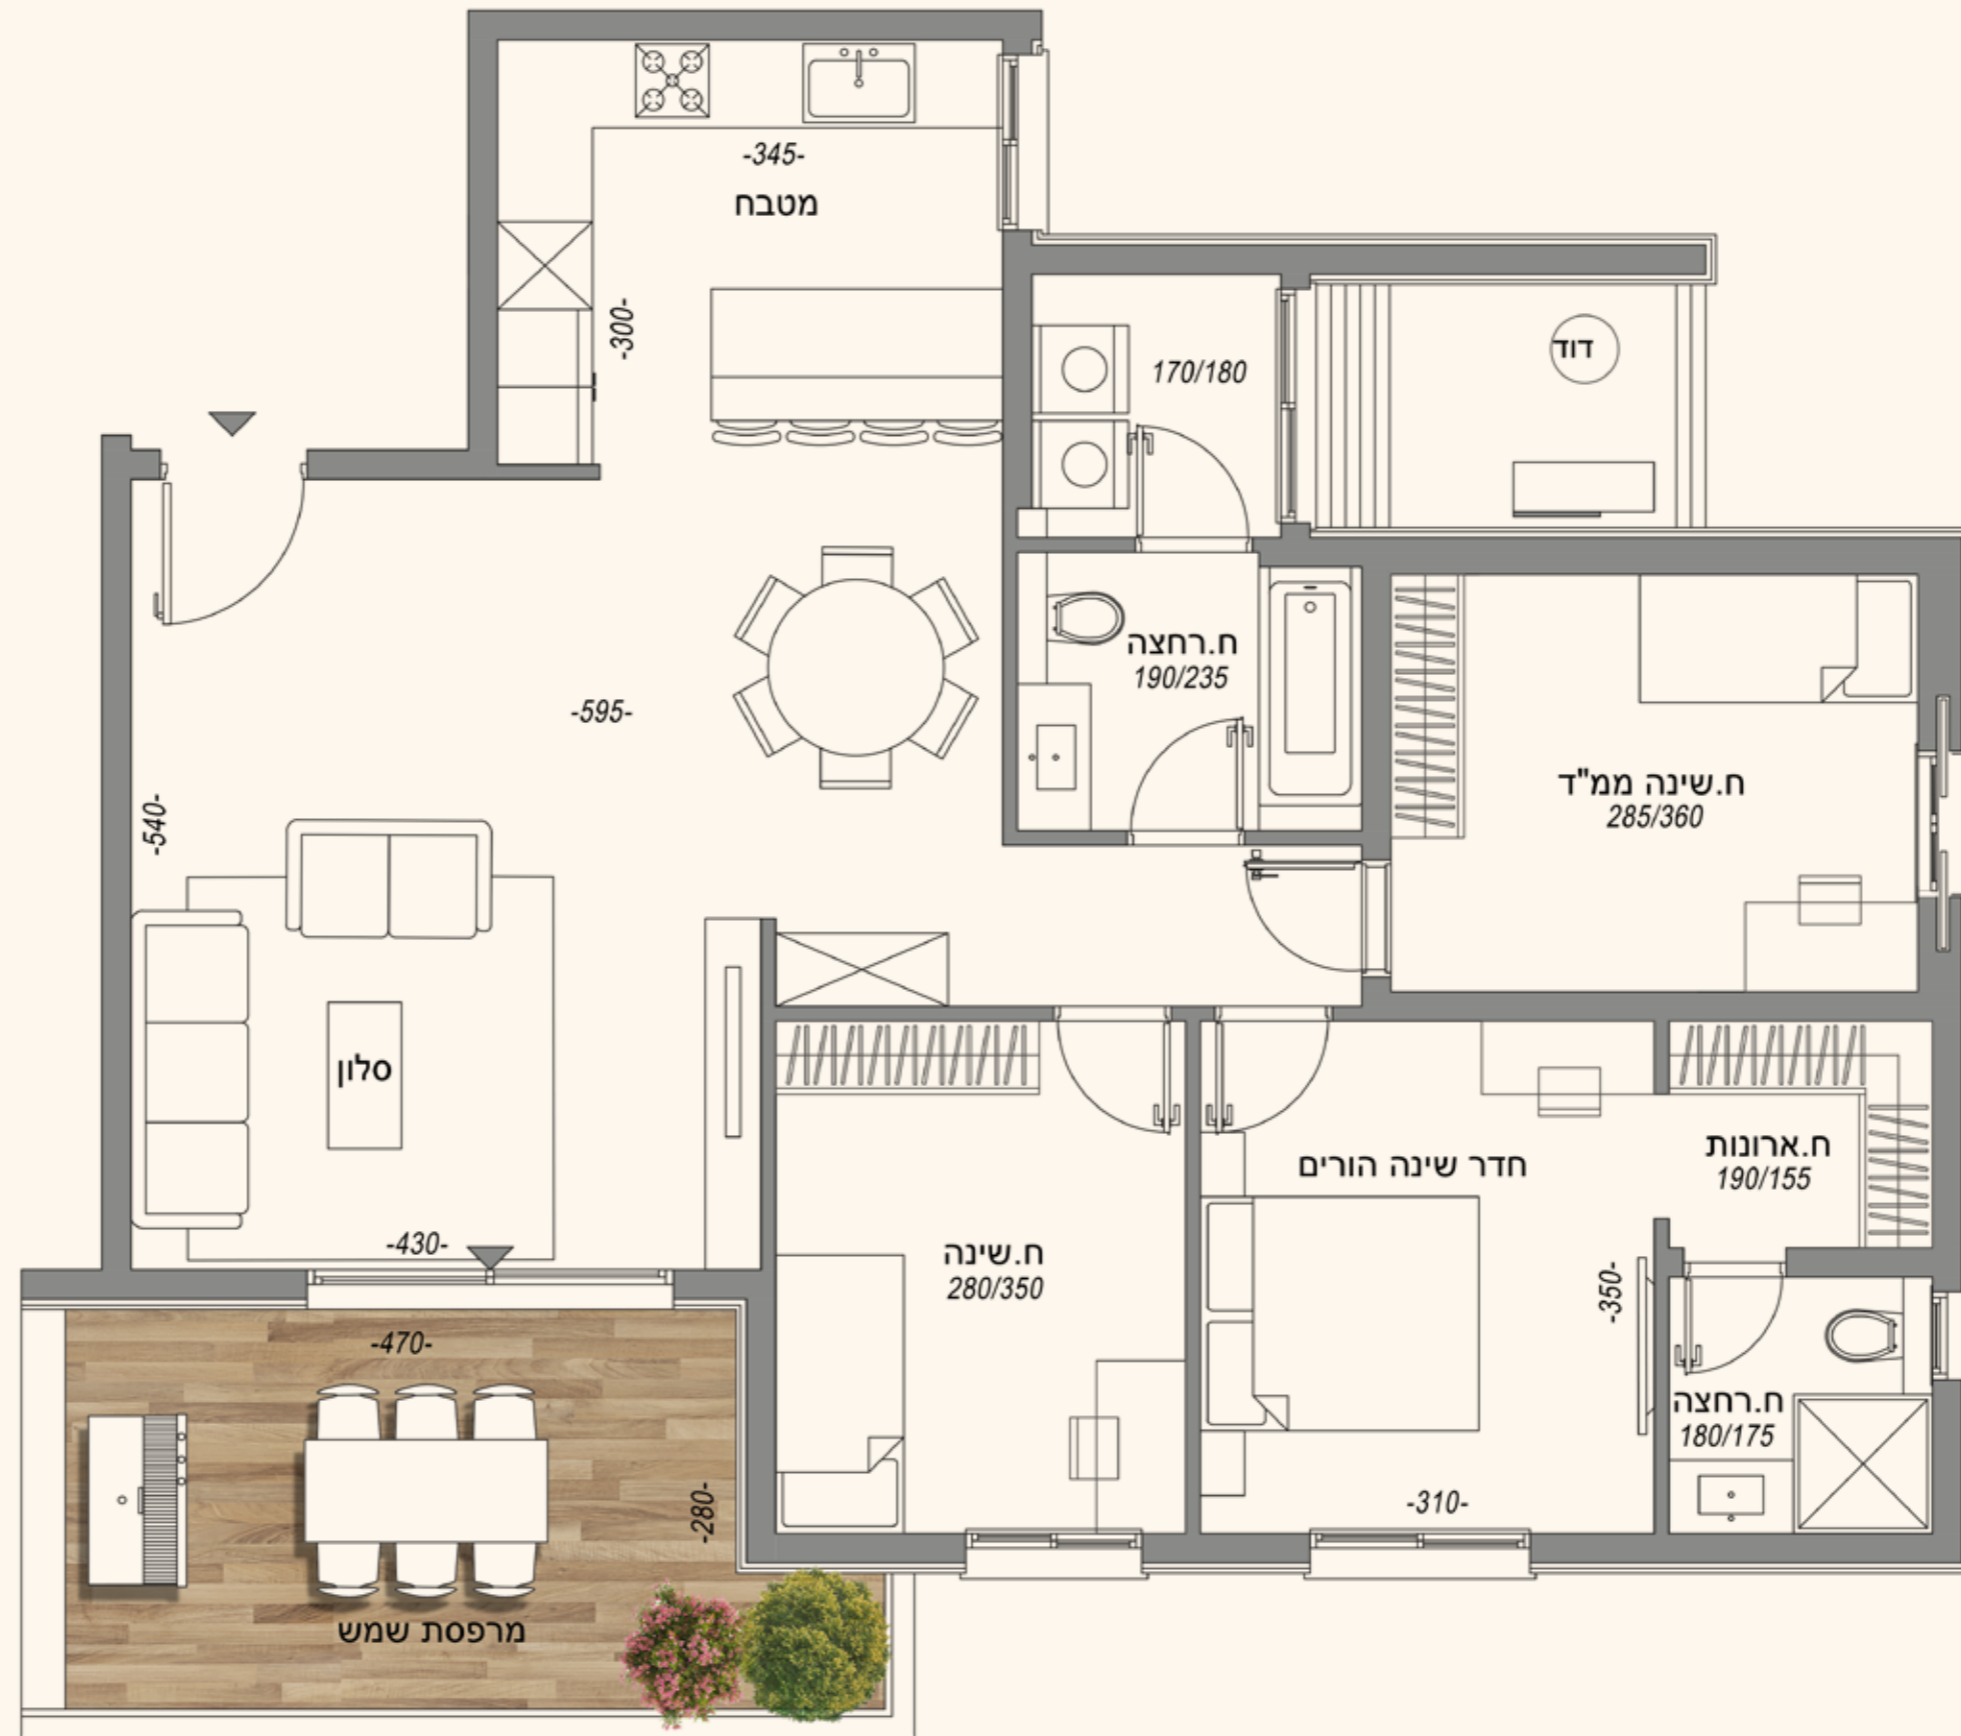 -345-
מטבח
-300-
170/180
דוד
ח.רחצה
190/235
-595-
-540-
ח.שינה ממ"ד
285/360
סלון
-430-
ח.שינה
280/350
חדר שינה הורים
ח.ארונות
190/155
-350-
-310-
ח.רחצה
180/175
-470-
-280-
מרפסת שמש